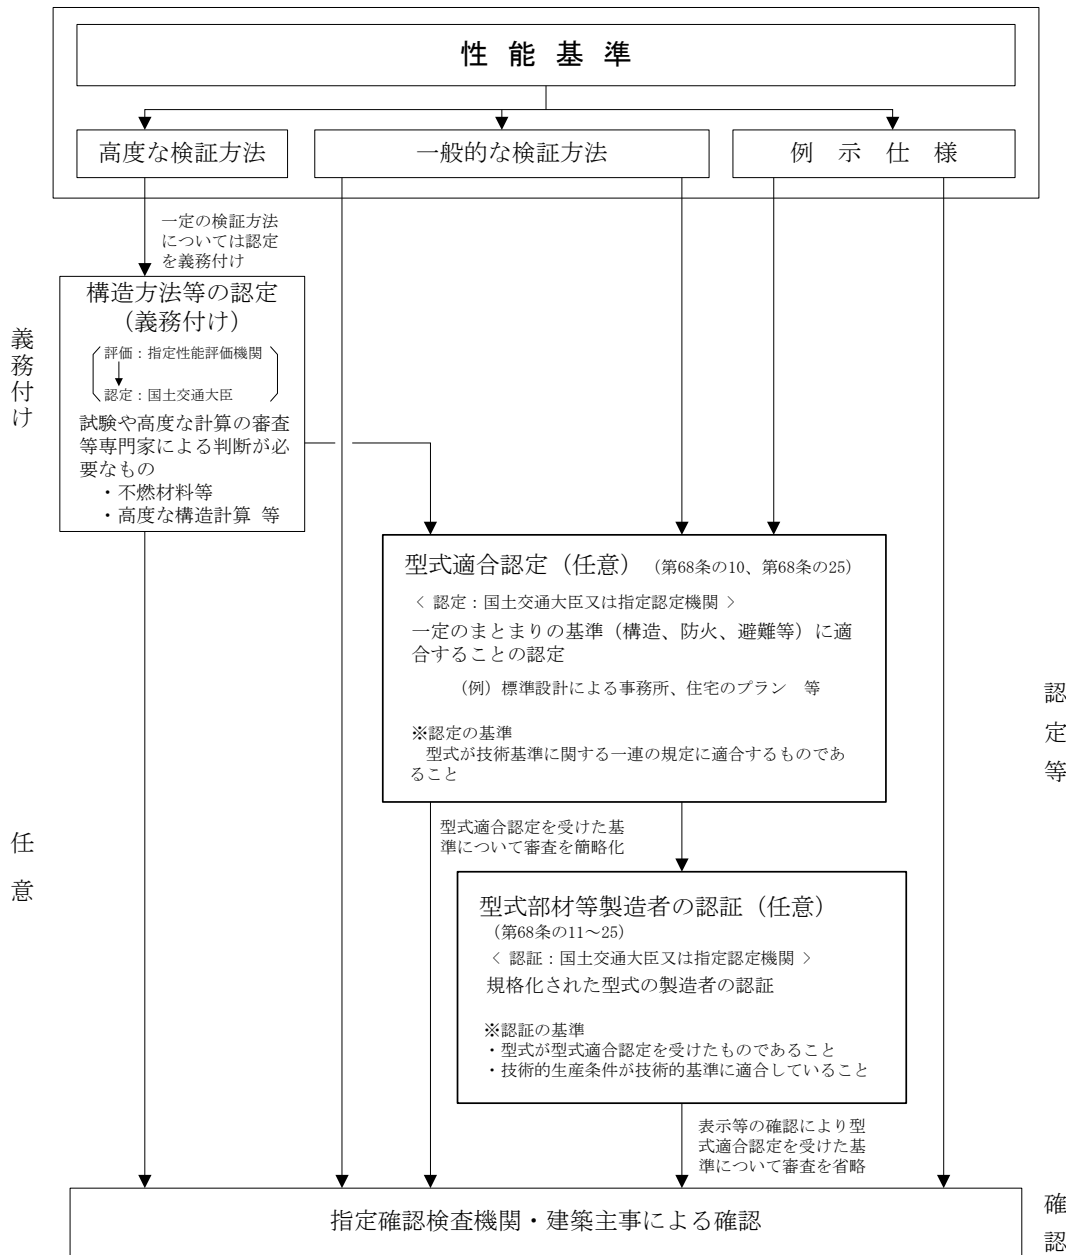 性 能 基 準
高度な検証方法
一般的な検証方法
例 示 仕 様
一定の検証方法
については認定
を義務付け
構造方法等の認定
(義務付け)
評価：指定性能評価機関
認定：国土交通大臣
試験や高度な計算の審査
等専門家による判断が必
要なもの
・不燃材料等
・高度な構造計算 等
義務付け
型式適合認定（任意）（第68条の10、第68条の25）
＜ 認定：国土交通大臣又は指定認定機関 ＞
一定のまとまりの基準（構造、防火、避難等）に適
合することの認定
（例）標準設計による事務所、住宅のプラン 等
※認定の基準
型式が技術基準に関する一連の規定に適合するものであ
ること
認定等
任意
型式適合認定を受けた基
準について審査を簡略化
型式部材等製造者の認証（任意）
（第68条の11～25）
＜ 認証：国土交通大臣又は指定認定機関 ＞
規格化された型式の製造者の認証
※認証の基準
・型式が型式適合認定を受けたものであること
・技術的生産条件が技術的基準に適合していること
表示等の確認により型
式適合認定を受けた基
準について審査を省略
指定確認検査機関・建築主事による確認
確認